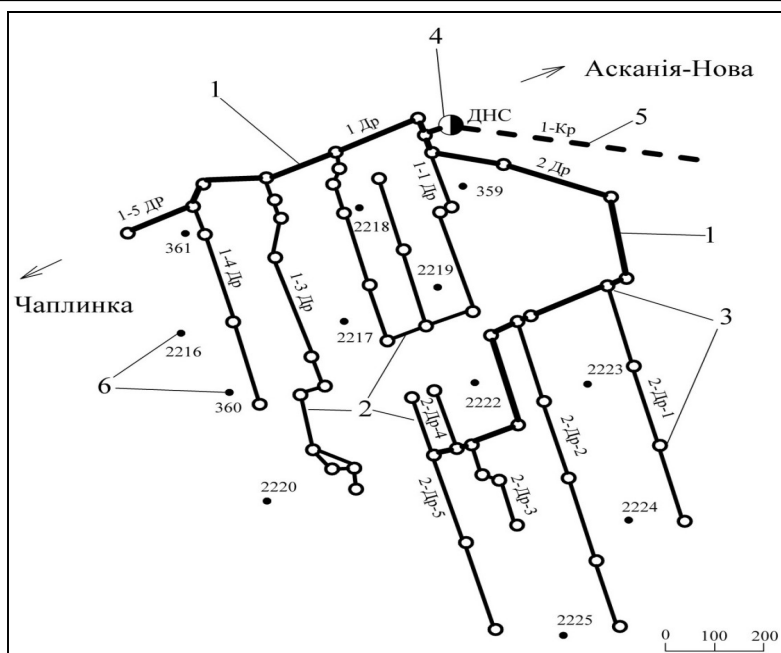 4
Асканія-Нова
1
1 Др
ДНС
1-Кр
5
1-1 Др
2 Др
359
1-5 ДР
361
2218
1
1-4 Др
2219
Чаплинка
1-3 Др
2217
3
2216
6
360
2
2222
2223
2-Др-4
2-Др-1
2-Др-2
2220
2-Др-5
2-Др-3
2224
2225
0 100 200